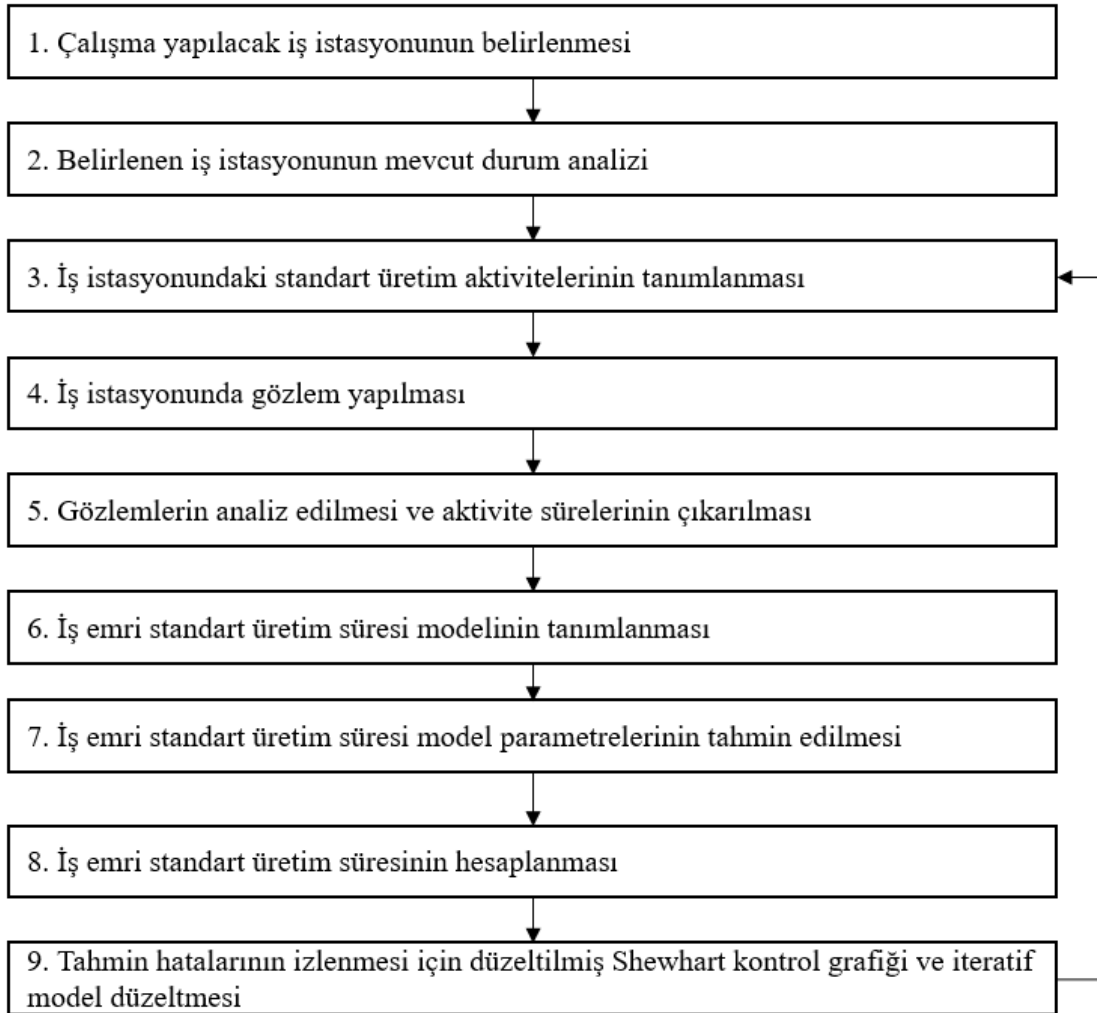 1. Çalışma yapılacak iş istasyonunun belirlenmesi
2. Belirlenen iş istasyonunun mevcut durum analizi
3. İş istasyonundaki standart üretim aktivitelerinin tanımlanması
4. İş istasyonunda gözlem yapılması
5. Gözlemlerin analiz edilmesi ve aktivite sürelerinin çıkarılması
6. İş emri standart üretim süresi modelinin tanımlanması
7. İş emri standart üretim süresi model parametrelerinin tahmin edilmesi
8. İş emri standart üretim süresinin hesaplanması
9. Tahmin hatalarının izlenmesi için düzeltilmiş Shewhart kontrol grafiği ve iteratif
model düzeltmesi